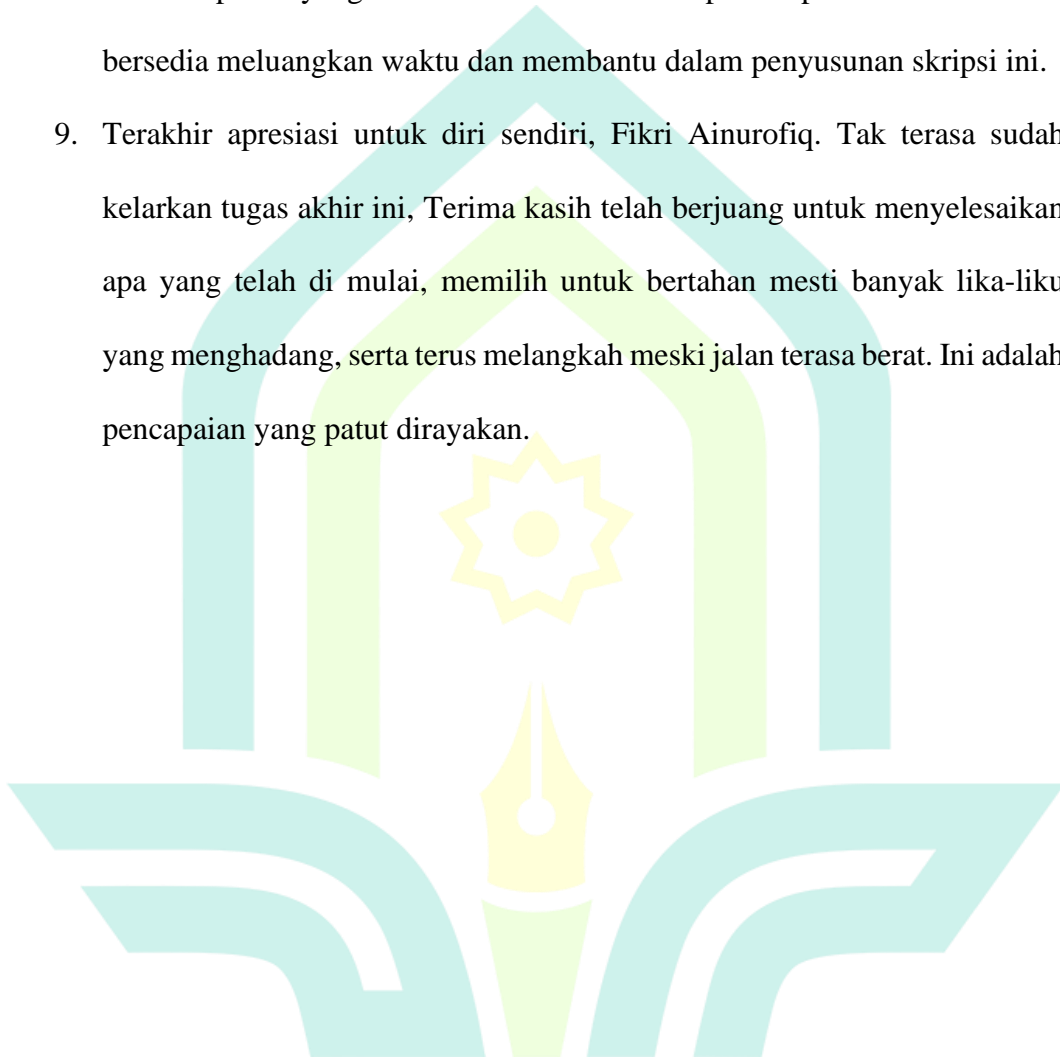 bersedia meluangkan waktu dan membantu dalam penyusunan skripsi ini.
9. Terakhir apresiasi untuk diri sendiri, Fikri Ainurofiq. Tak terasa sudah
kelarkan tugas akhir ini, Terima kasih telah berjuang untuk menyelesaikan
apa yang telah di mulai, memilih untuk bertahan mesti banyak lika-liku
yang menghadang, serta terus melangkah meski jalan terasa berat. Ini adalah
pencapaian yang patut dirayakan.